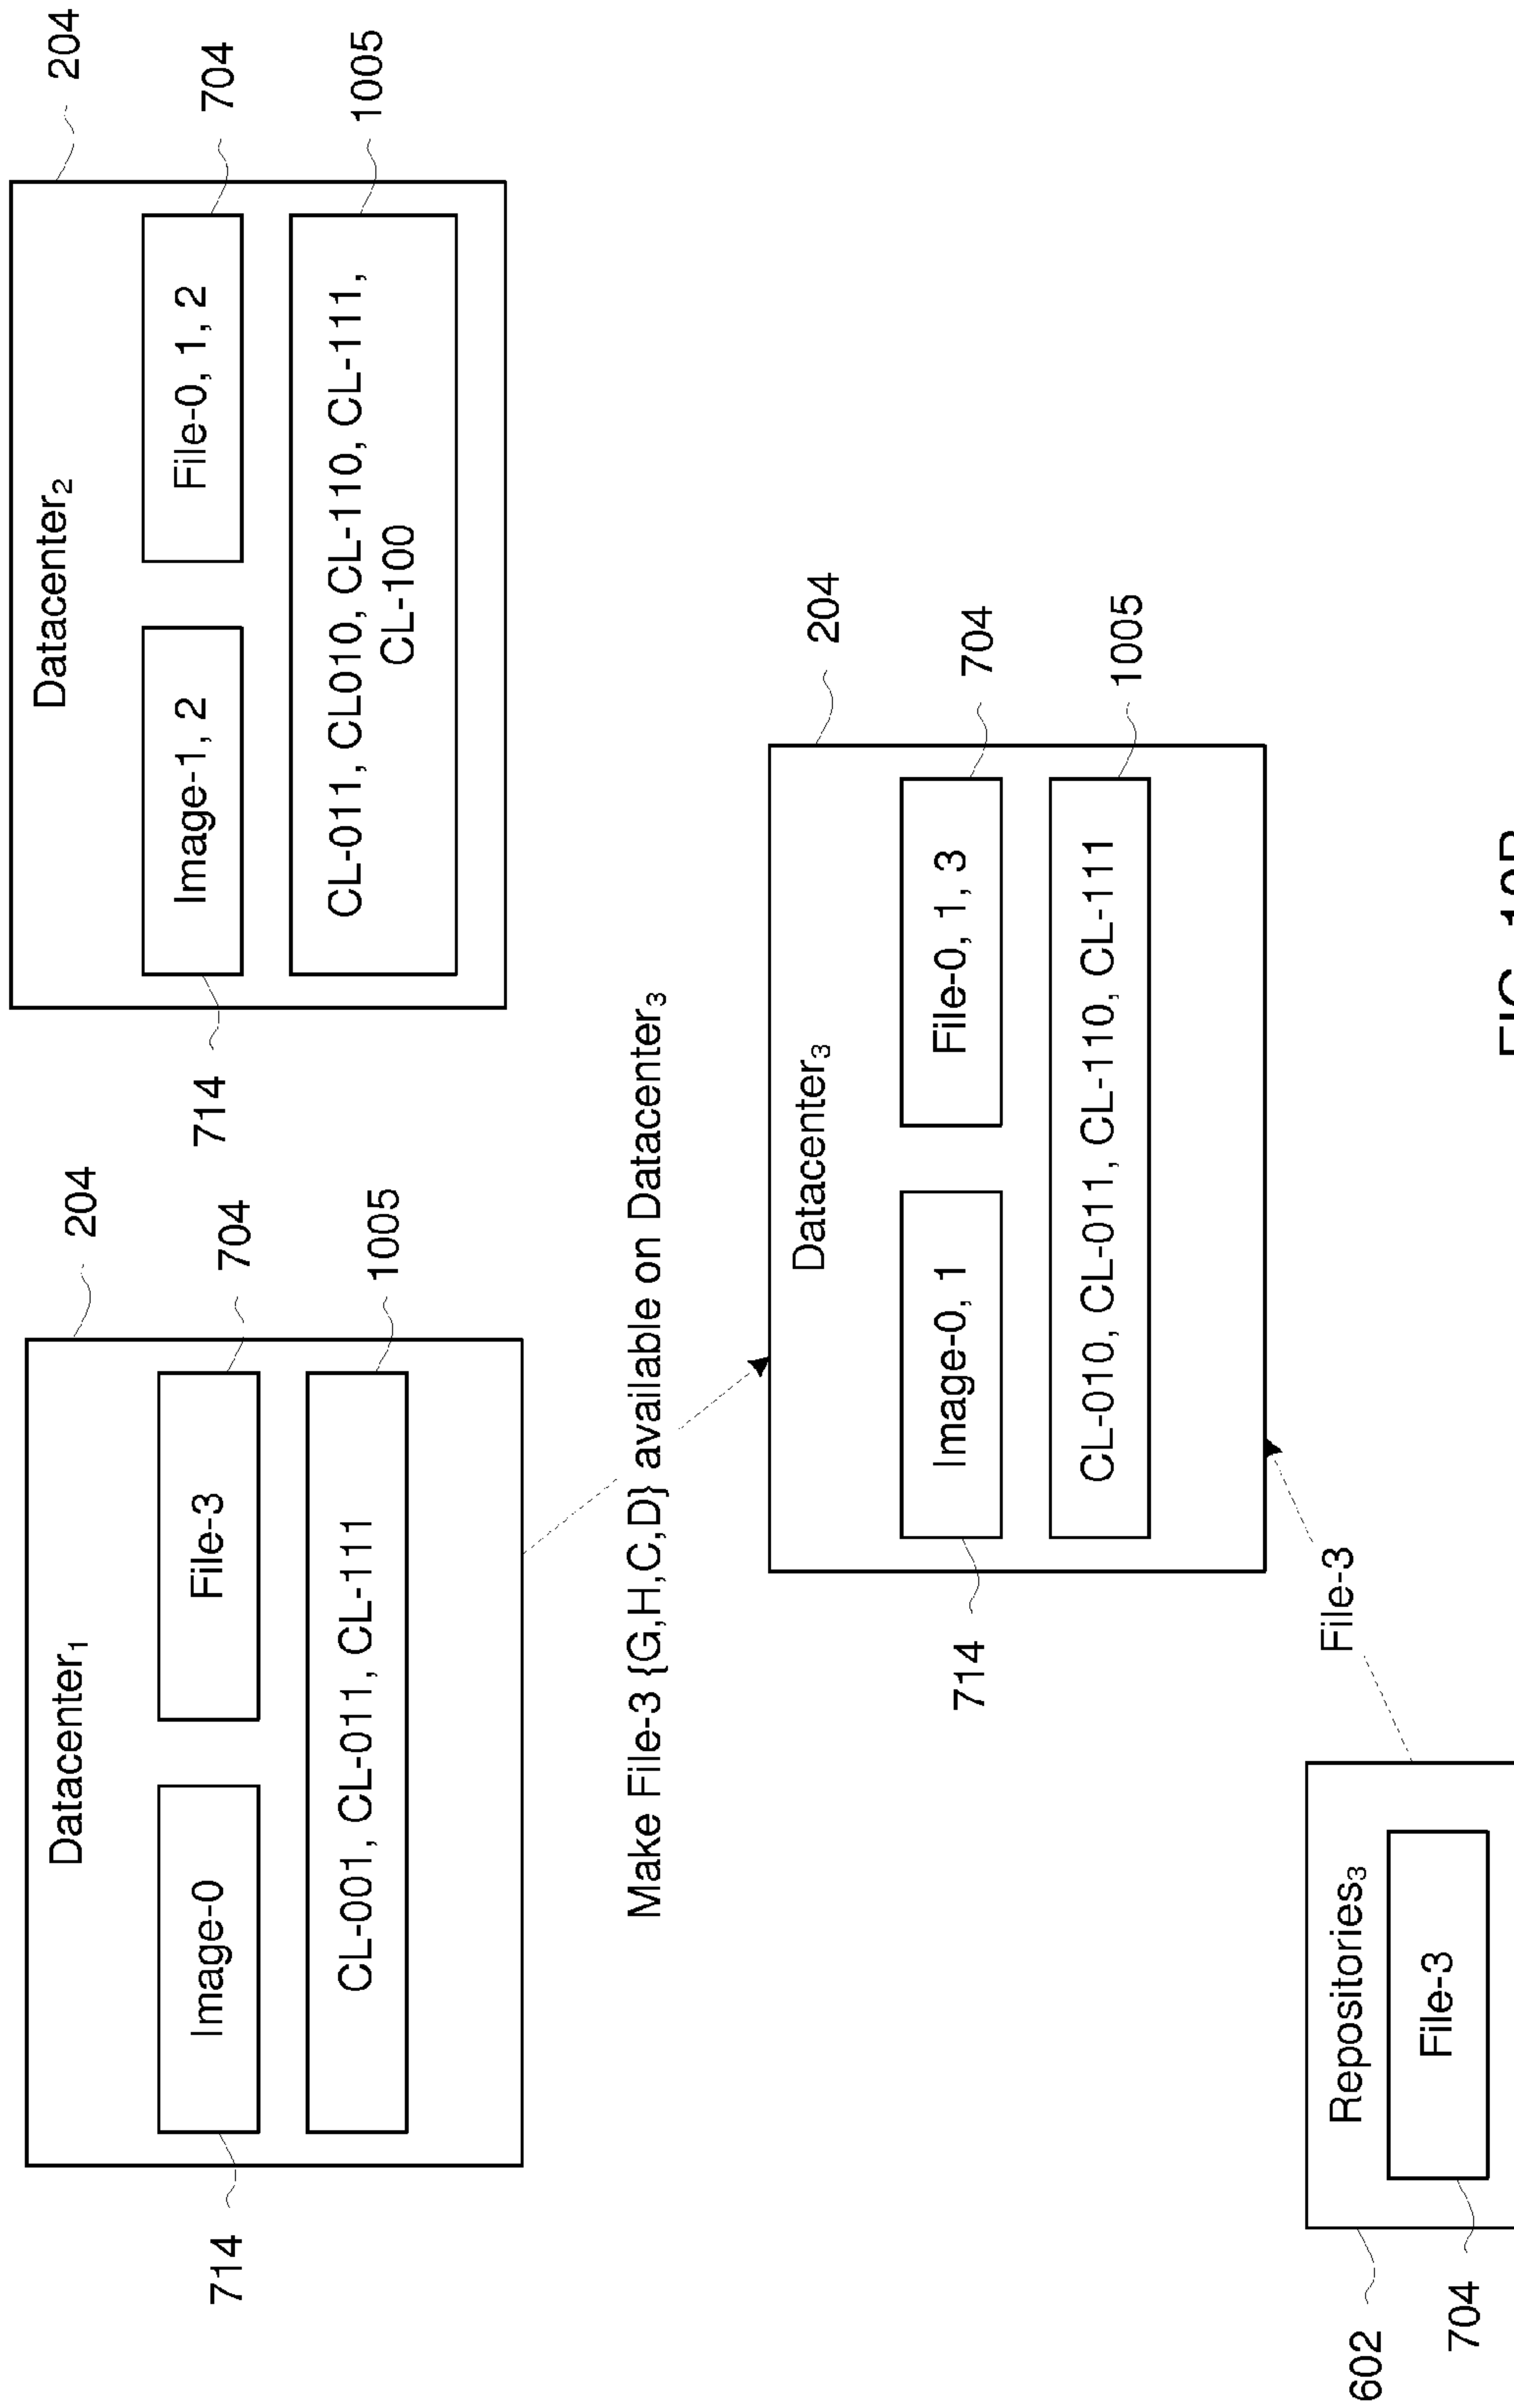 Datacenter1
204
Image-0
File-3
704
714
CL-001, CL-011, CL-111
1005
Datacenter2
204
Image-1, 2
File-0, 1, 2
704
714
CL-011, CL010, CL-110, CL-111,
CL-100
1005
Make File-3 {G,H,C,D} available on Datacenter3
Datacenter3
204
Image-0, 1
File-0, 1, 3
704
714
CL-010, CL-011, CL-110, CL-111
1005
File-3
Repositories3
602
File-3
704